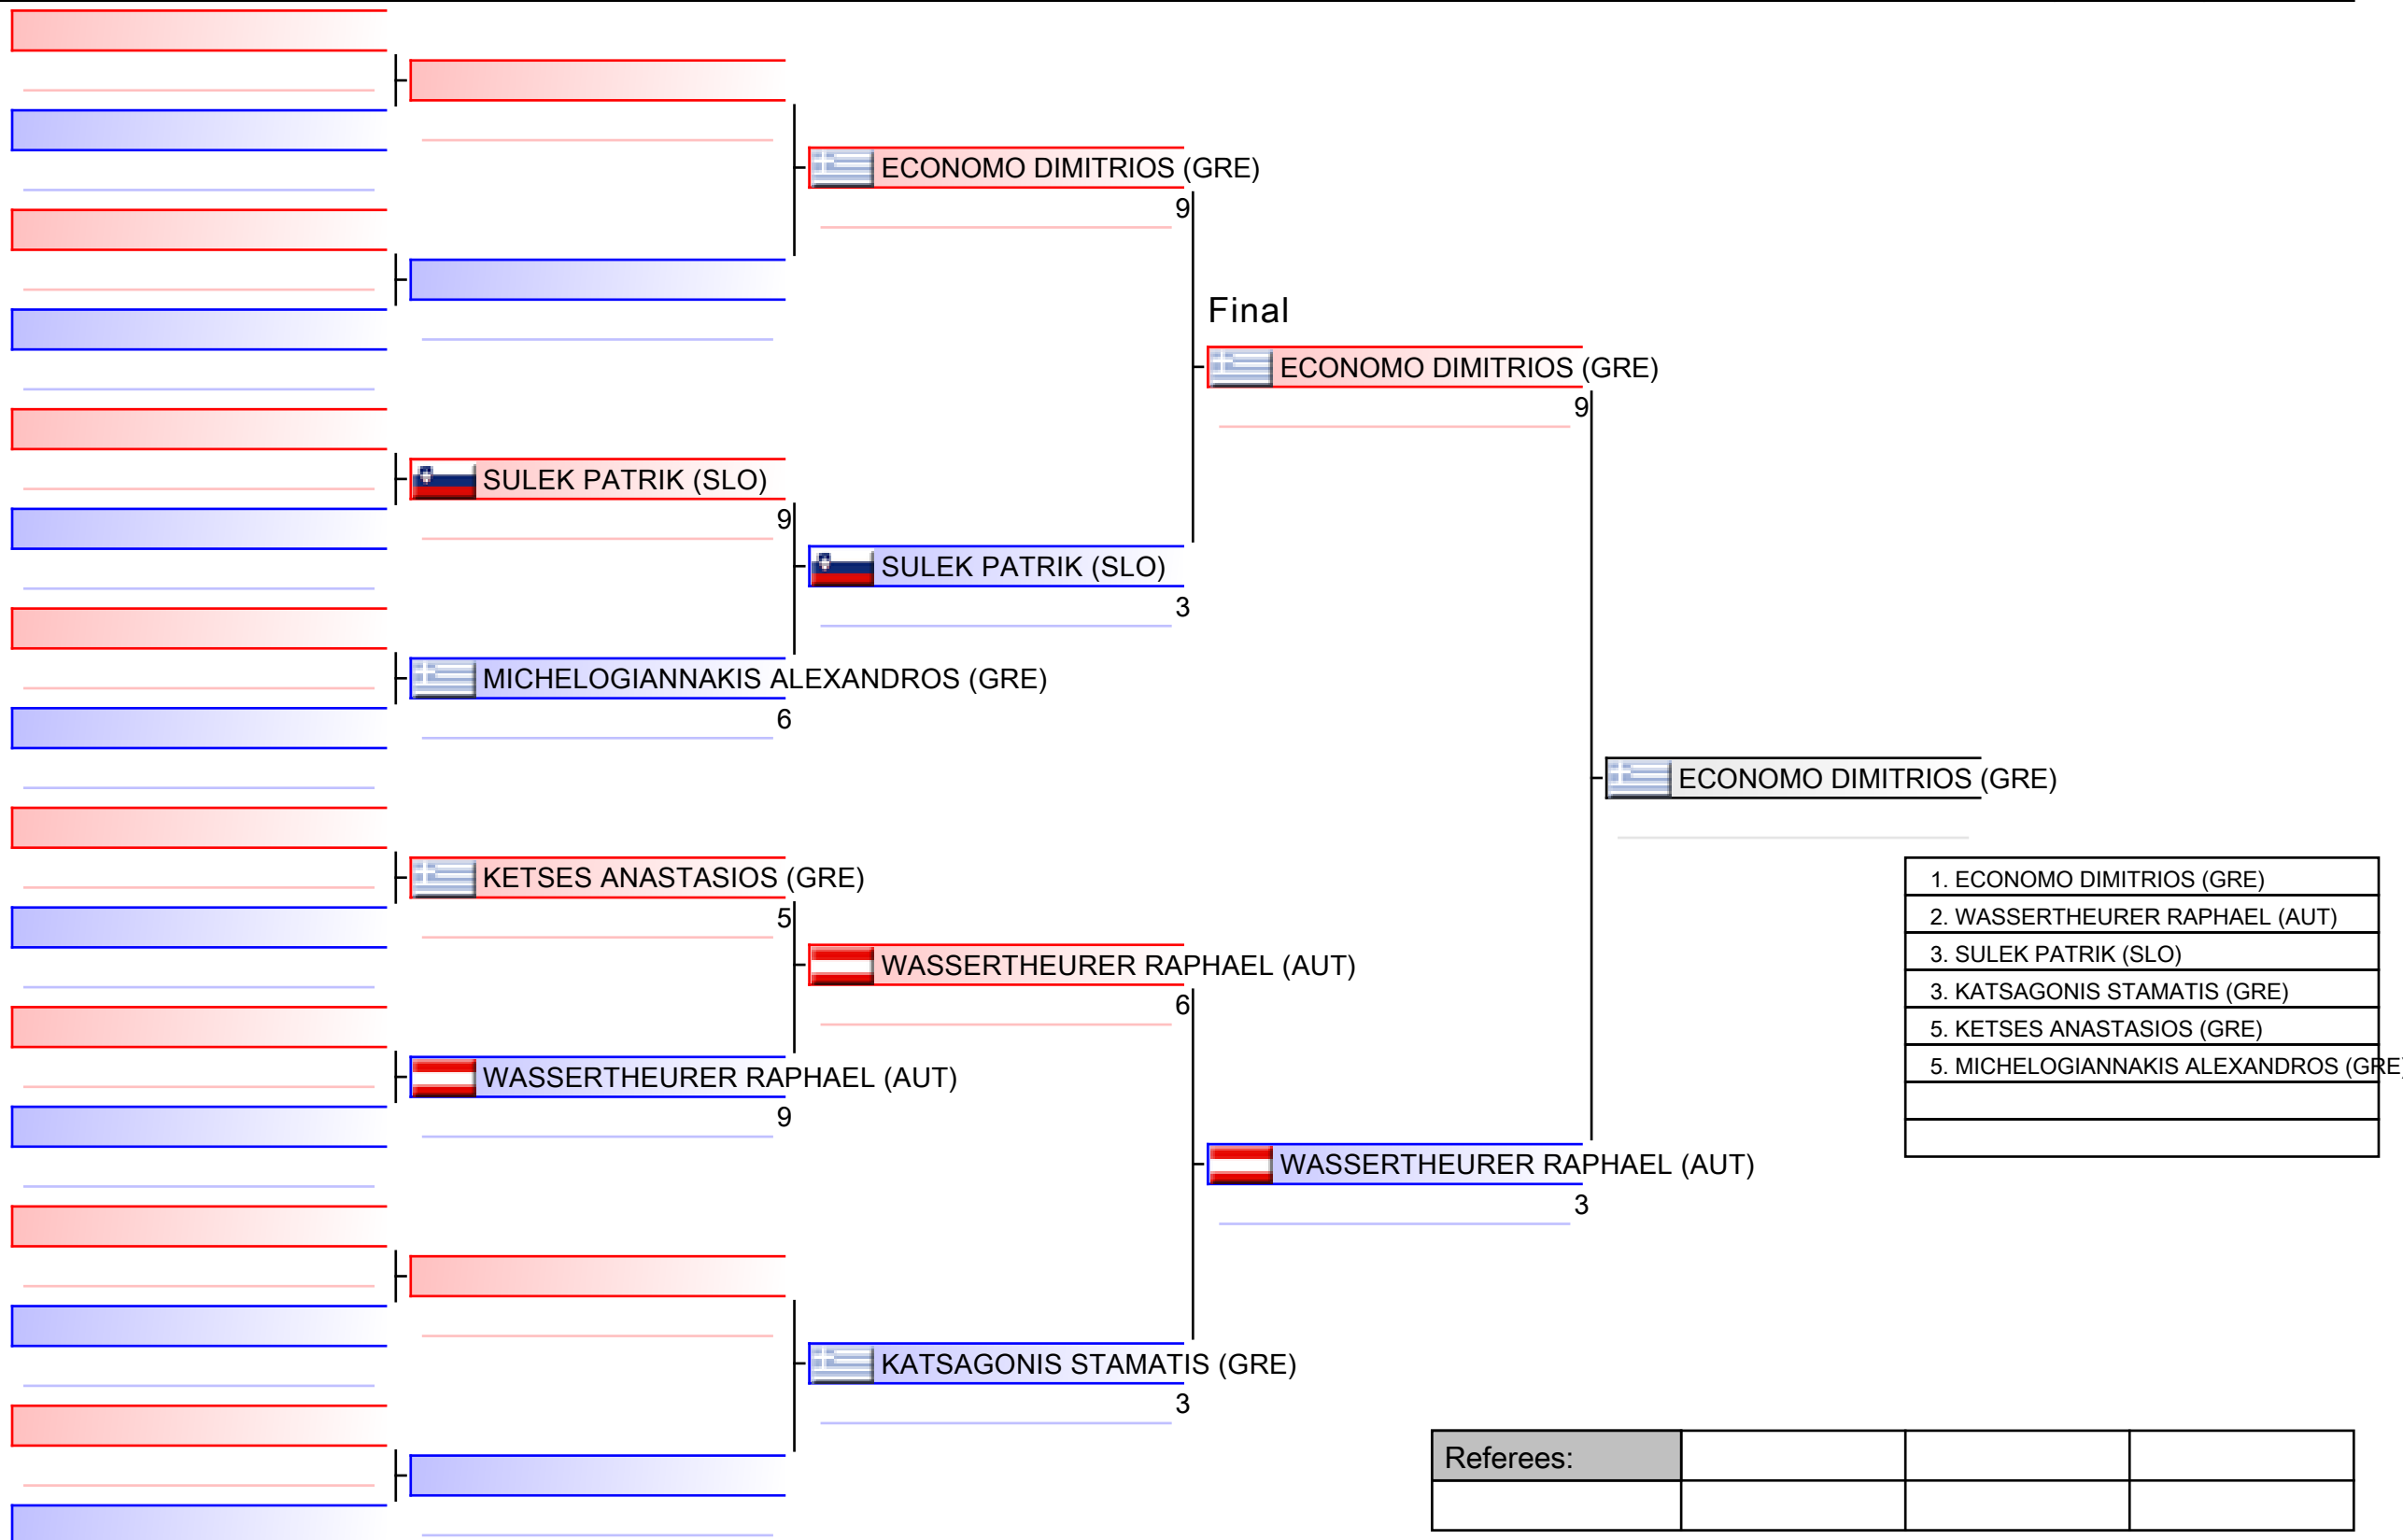 ECONOMO DIMITRIOS (GRE)
9
Final
ECONOMO DIMITRIOS (GRE)
9
SULEK PATRIK (SLO)
9
SULEK PATRIK (SLO)
3
MICHELOGIANNAKIS ALEXANDROS (GRE)
6
ECONOMO DIMITRIOS (GRE)
KETSES ANASTASIOS (GRE)
5
WASSERTHEURER RAPHAEL (AUT)
6
WASSERTHEURER RAPHAEL (AUT)
9
WASSERTHEURER RAPHAEL (AUT)
3
KATSAGONIS STAMATIS (GRE)
3
1. ECONOMO DIMITRIOS (GRE)
2. WASSERTHEURER RAPHAEL (AUT)
3. SULEK PATRIK (SLO)
3. KATSAGONIS STAMATIS (GRE)
5. KETSES ANASTASIOS (GRE)
5. MICHELOGIANNAKIS ALEXANDROS (GRE)
Referees: